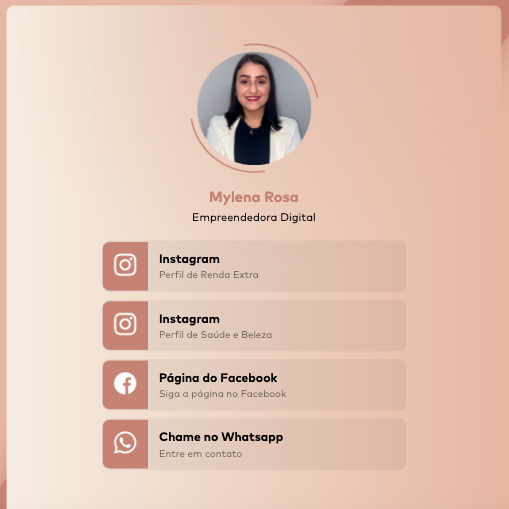 Mylena Rosa
Empreendedora Digital
Instagram
Perfil de Renda Extra
Instagram
Perfil de Saúde e Beleza
Página do Facebook
Siga a página no Facebook
Chame no Whatsapp
Entre em contato